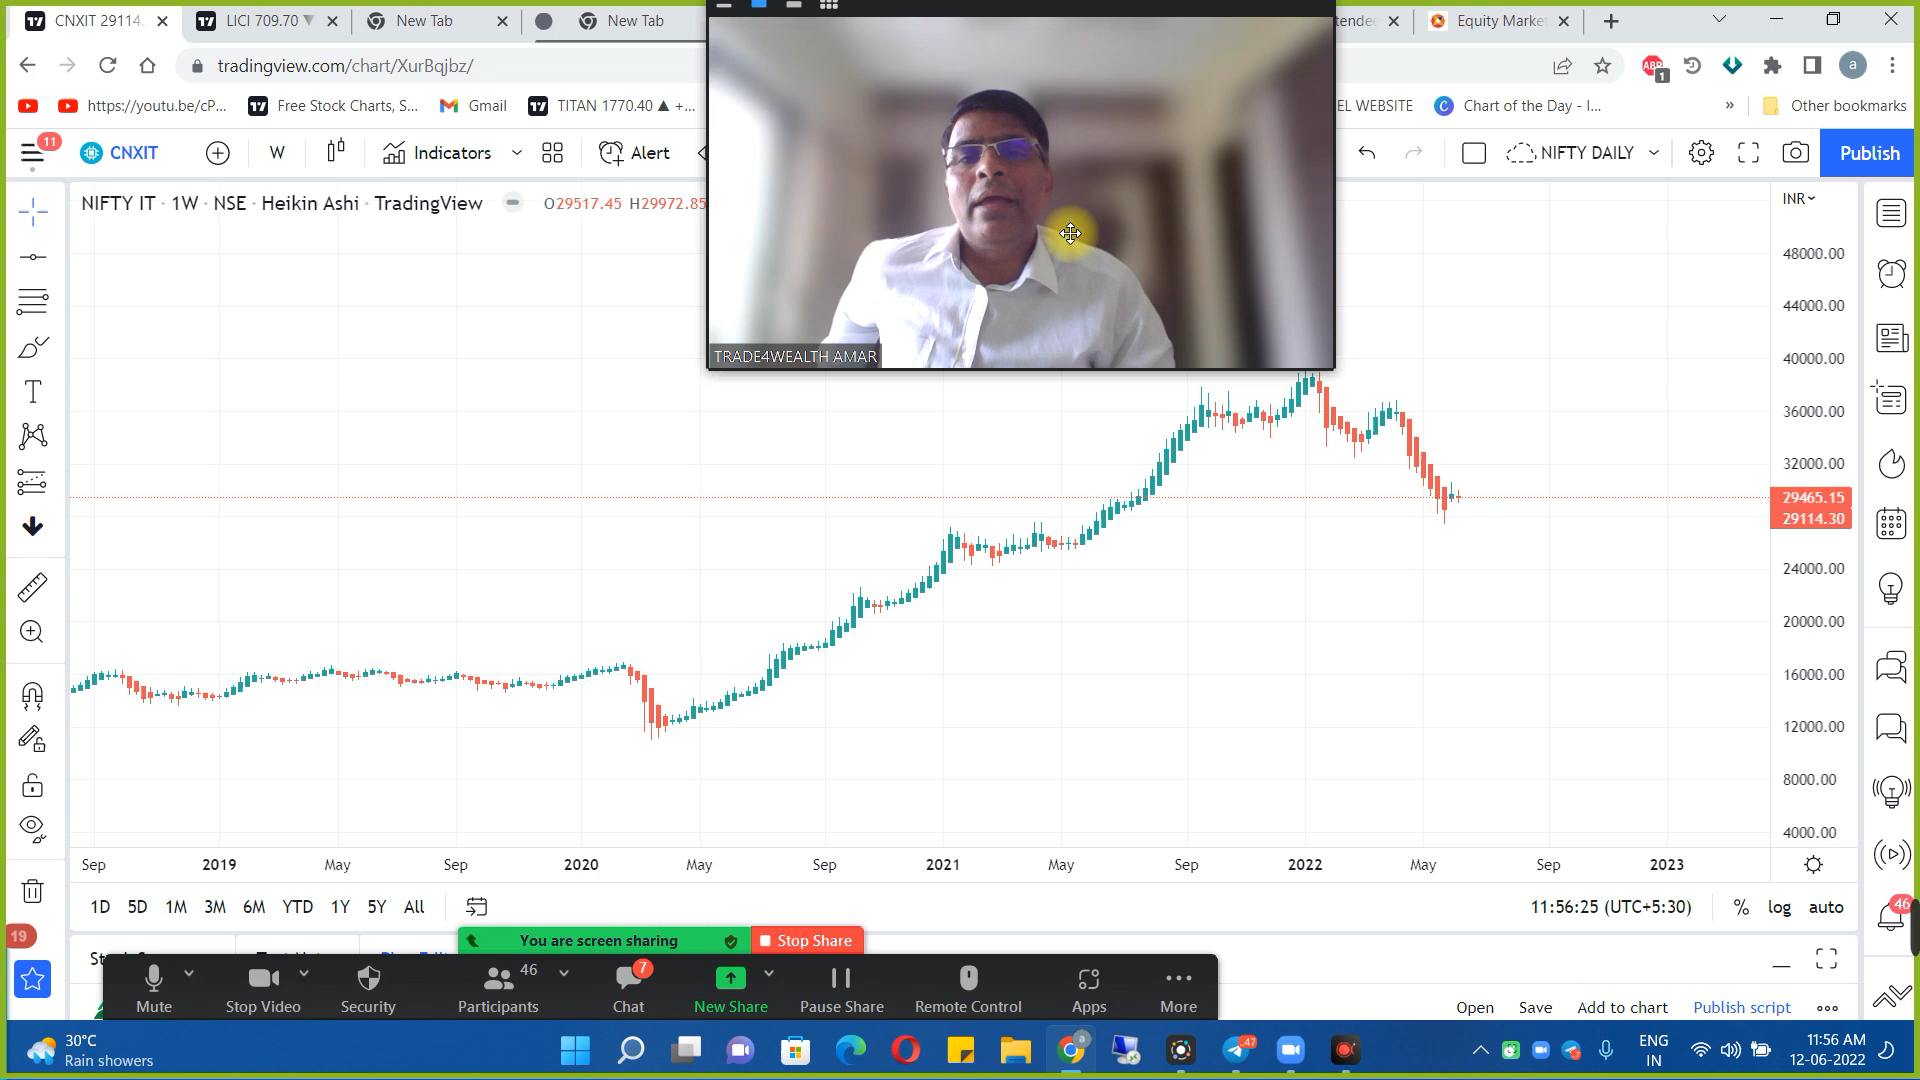 CNXIT 29114.
LICI 709.70 ▼
New Tab
New Tab
Equity Marke
tradingview.com/chart/XurBqjbz/
ABP
1
a
https://youtu.be/cP...
Free Stock Charts, S...
Gmail
TITAN 1770.40 ▲ +...
EL WEBSITE
Chart of the Day - I...
»
Other bookmarks
11
CNXIT
W
Indicators
Alert
NIFTY DAILY
Publish
NIFTY IT · 1W · NSE · Heikin Ashi · TradingView
O29517.45 H29972.85
INR
TRADE4WEALTH AMAR
48000.00
44000.00
40000.00
36000.00
32000.00
29465.15
29114.30
24000.00
20000.00
16000.00
12000.00
8000.00
4000.00
Sep 2019 May Sep 2020 May Sep 2021 May Sep 2022 May Sep 2023
1D 5D 1M 3M 6M YTD 1Y 5Y All
11:56:25 (UTC+5:30)
% log auto
46
19
You are screen sharing
Stop Share
46
7
Mute
Stop Video
Security
Participants
Chat
New Share
Pause Share
Remote Control
Apps
More
Open
Save
Add to chart
Publish script
30°C
Rain showers
47
ENG
IN
11:56 AM
12-06-2022